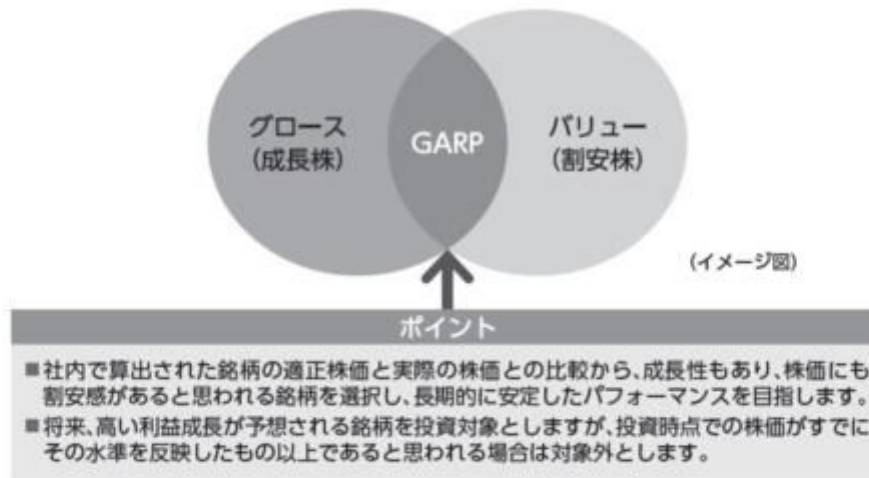 グロース
(成長株)
GARP
バリュー
(割安株)
(イメージ図)
ポイント
■社内で算出された銘柄の適正株価と実際の株価との比較から、成長性もあり、株価にも
割安感があると思われる銘柄を選択し、長期的に安定したパフォーマンスを目指します。
■将来、高い利益成長が予想される銘柄を投資対象としますが、投資時点での株価がすでに
その水準を反映したもの以上であると思われる場合は対象外とします。